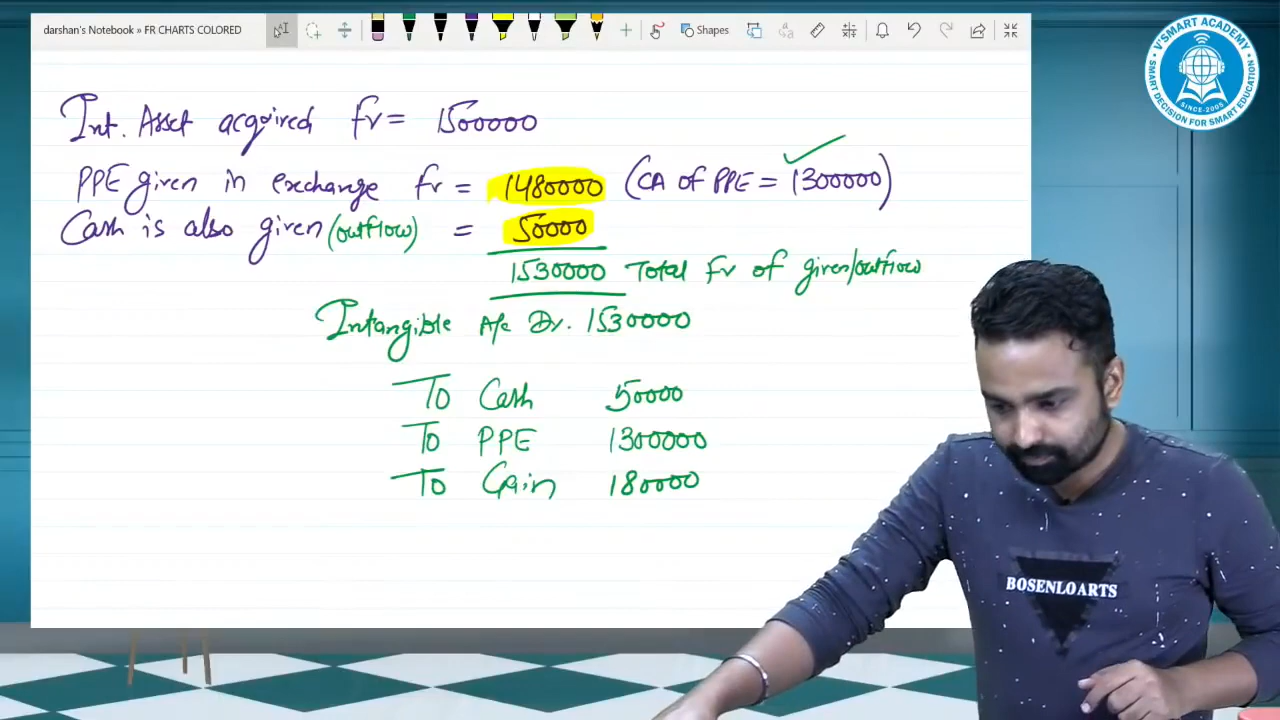 darshan's Notebook » FR CHARTS COLORED
Shapes
V'SMART ACADEMY
SMART DECISION FOR SMART EDUCATION
SINCE-2005
Int. Asset acquired fv = 1500000
PPE given in exchange fv = 1480000 (CA of PPE = 1300000)
Cash is also given (outflow) = 50000
1530000 Total fv of given/outflow
Intangible A/c Dr. 1530000
To Cash 50000
To PPE 1300000
To Gain 180000
BOSENLOARTS